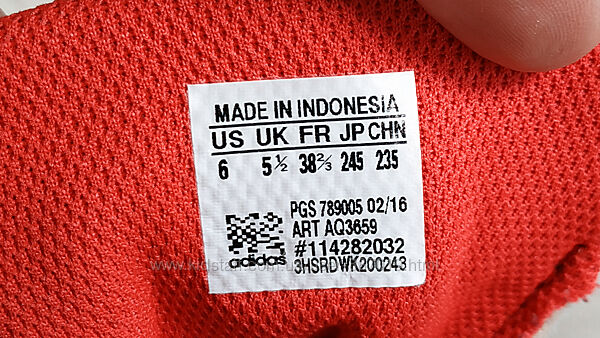 MADE IN INDONESIA
US UK FR JP CHN
6 5½ 38⅔ 245 235
PGS 789005 02/16
ART AQ3659
#114282032
adidas
3HSRDWK200243